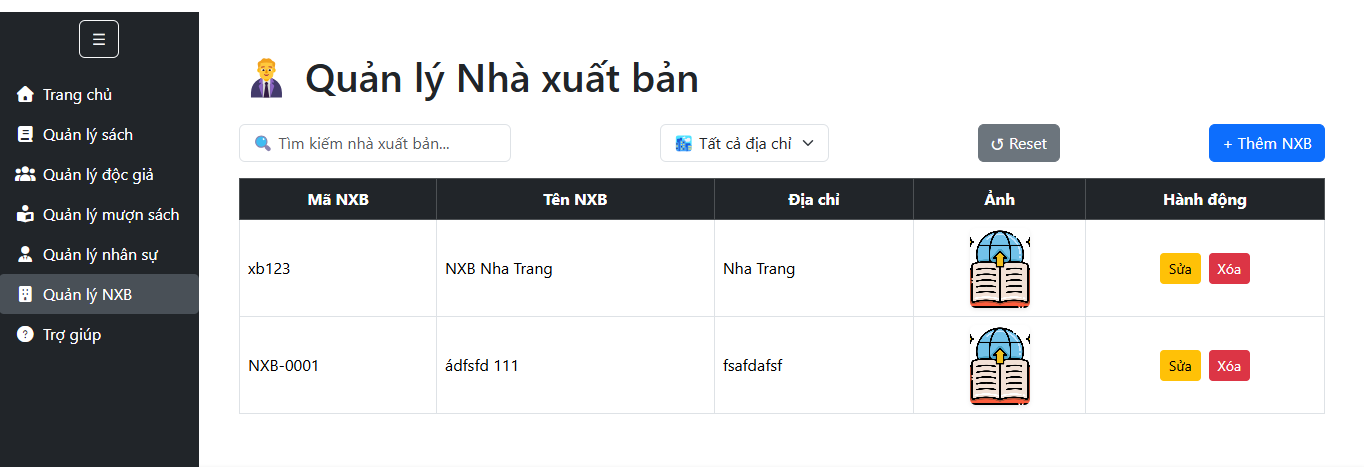 ☰
Trang chủ
Quản lý sách
Quản lý độc giả
Quản lý mượn sách
Quản lý nhân sự
Quản lý NXB
Trợ giúp
Quản lý Nhà xuất bản
Tìm kiếm nhà xuất bản...
Tất cả địa chỉ
↺ Reset
+ Thêm NXB
Mã NXB Tên NXB Địa chỉ Ảnh Hành động
xb123 NXB Nha Trang Nha Trang Sửa Xóa
NXB-0001 ádfsfd 111 fsafdafsf Sửa Xóa